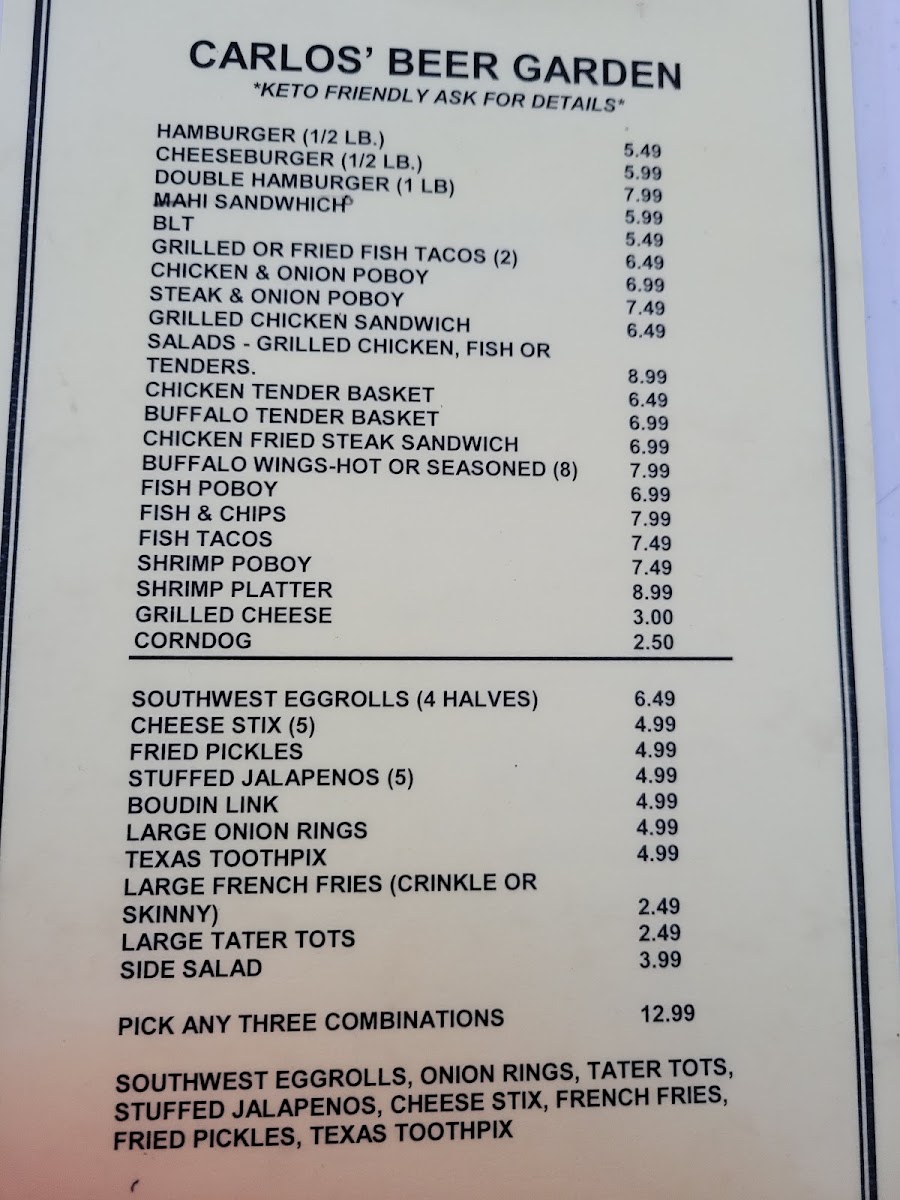 CARLOS' BEER GARDEN
*KETO FRIENDLY ASK FOR DETAILS*
HAMBURGER (1/2 LB.) 5.49
CHEESEBURGER (1/2 LB.) 5.99
DOUBLE HAMBURGER (1 LB) 7.99
MAHI SANDWHICH 5.99
BLT 5.49
GRILLED OR FRIED FISH TACOS (2) 6.49
CHICKEN & ONION POBOY 6.99
STEAK & ONION POBOY 7.49
GRILLED CHICKEN SANDWICH 6.49
SALADS - GRILLED CHICKEN, FISH OR
TENDERS. 8.99
CHICKEN TENDER BASKET 6.49
BUFFALO TENDER BASKET 6.99
CHICKEN FRIED STEAK SANDWICH 6.99
BUFFALO WINGS-HOT OR SEASONED (8) 7.99
FISH POBOY 6.99
FISH & CHIPS 7.99
FISH TACOS 7.49
SHRIMP POBOY 7.49
SHRIMP PLATTER 8.99
GRILLED CHEESE 3.00
CORNDOG 2.50
SOUTHWEST EGGROLLS (4 HALVES) 6.49
CHEESE STIX (5) 4.99
FRIED PICKLES 4.99
STUFFED JALAPENOS (5) 4.99
BOUDIN LINK 4.99
LARGE ONION RINGS 4.99
TEXAS TOOTHPIX 4.99
LARGE FRENCH FRIES (CRINKLE OR
SKINNY) 2.49
LARGE TATER TOTS 2.49
SIDE SALAD 3.99
PICK ANY THREE COMBINATIONS 12.99
SOUTHWEST EGGROLLS, ONION RINGS, TATER TOTS,
STUFFED JALAPENOS, CHEESE STIX, FRENCH FRIES,
FRIED PICKLES, TEXAS TOOTHPIX